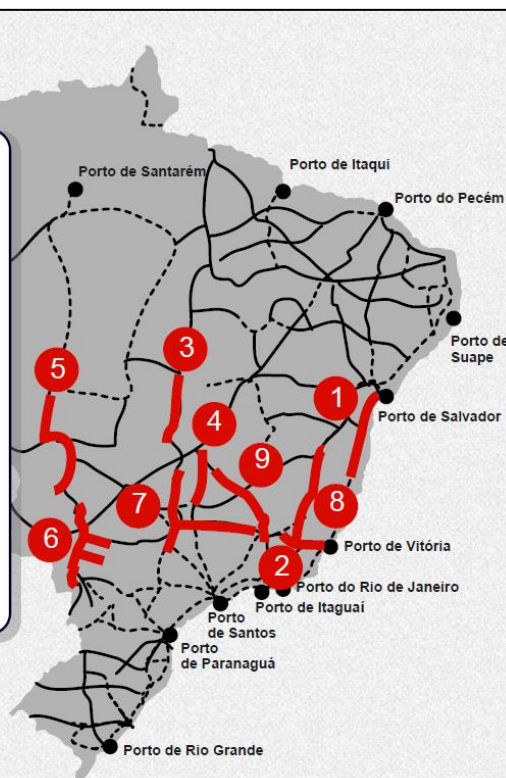 Porto de Santarém
Porto de Itaqui
Porto do Pecém
3
Porto de
Suape
5
1
Porto de Salvador
4
9
7
8
6
Porto de Vitória
2
Porto do Rio de Janeiro
Porto de Itaguaí
Porto
de Santos
Porto
de Paranaguá
Porto de Rio Grande